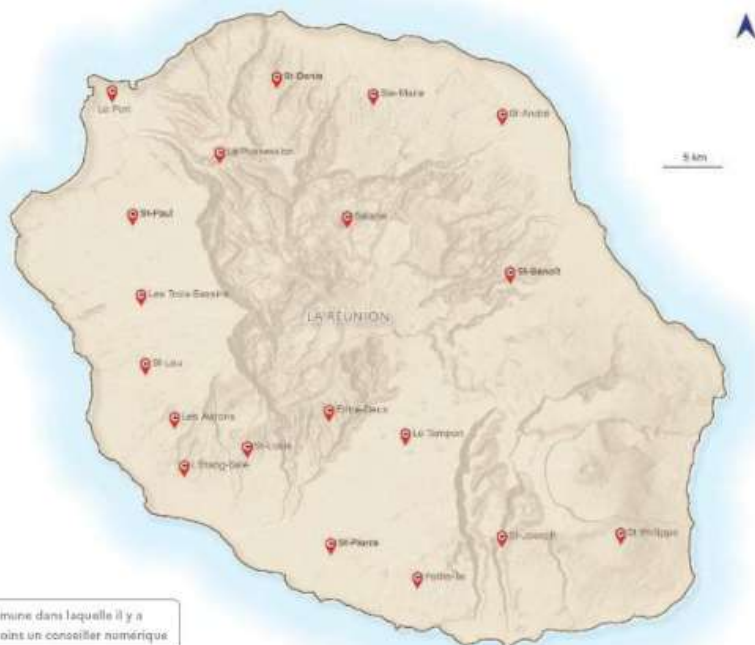 St-Denis
Le Port
Ste-Marie
St-André
5 km
La Possession
St-Paul
Salazie
St-Benoît
Les Trois-Bassins
LA RÉUNION
St-Leu
Les Avirons
Entre-Deux
Le Tampon
St-Louis
L'Étang-Salé
St-Pierre
St-Joseph
St-Philippe
Petite-Île
mune dans laquelle il y a
oins un conseiller numérique